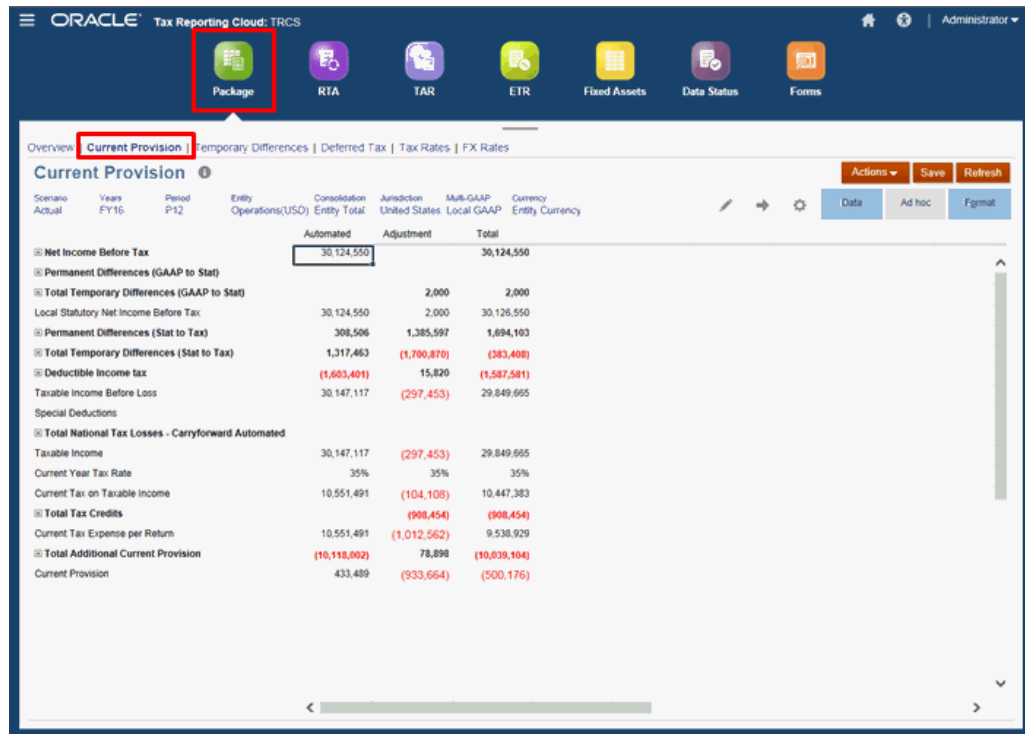 ORACLE Tax Reporting Cloud: TRCS Administrator
Package RTA TAR ETR Fixed Assets Data Status Forms
Overview | Current Provision | Temporary Differences | Deferred Tax | Tax Rates | FX Rates
Current Provision Actions Save Refresh
Scenario Years Period Entity Consolidation Jurisdiction Multi-GAAP Currency
Actual FY16 P12 Operations(USD) Entity Total United States Local GAAP Entity Currency
Data Ad hoc Format
Automated Adjustment Total
Net Income Before Tax 30,124,550 30,124,550
Permanent Differences (GAAP to Stat)
Total Temporary Differences (GAAP to Stat) 2,000 2,000
Local Statutory Net Income Before Tax 30,124,550 2,000 30,126,550
Permanent Differences (Stat to Tax) 308,506 1,385,597 1,694,103
Total Temporary Differences (Stat to Tax) 1,317,463 (1,700,870) (383,408)
Deductible Income tax (1,603,401) 15,820 (1,587,581)
Taxable Income Before Loss 30,147,117 (297,453) 29,849,665
Special Deductions
Total National Tax Losses - Carryforward Automated
Taxable Income 30,147,117 (297,453) 29,849,665
Current Year Tax Rate 35% 35% 35%
Current Tax on Taxable Income 10,551,491 (104,108) 10,447,383
Total Tax Credits (908,454) (908,454)
Current Tax Expense per Return 10,551,491 (1,012,562) 9,538,929
Total Additional Current Provision (10,118,002) 78,898 (10,039,104)
Current Provision 433,489 (933,664) (500,176)